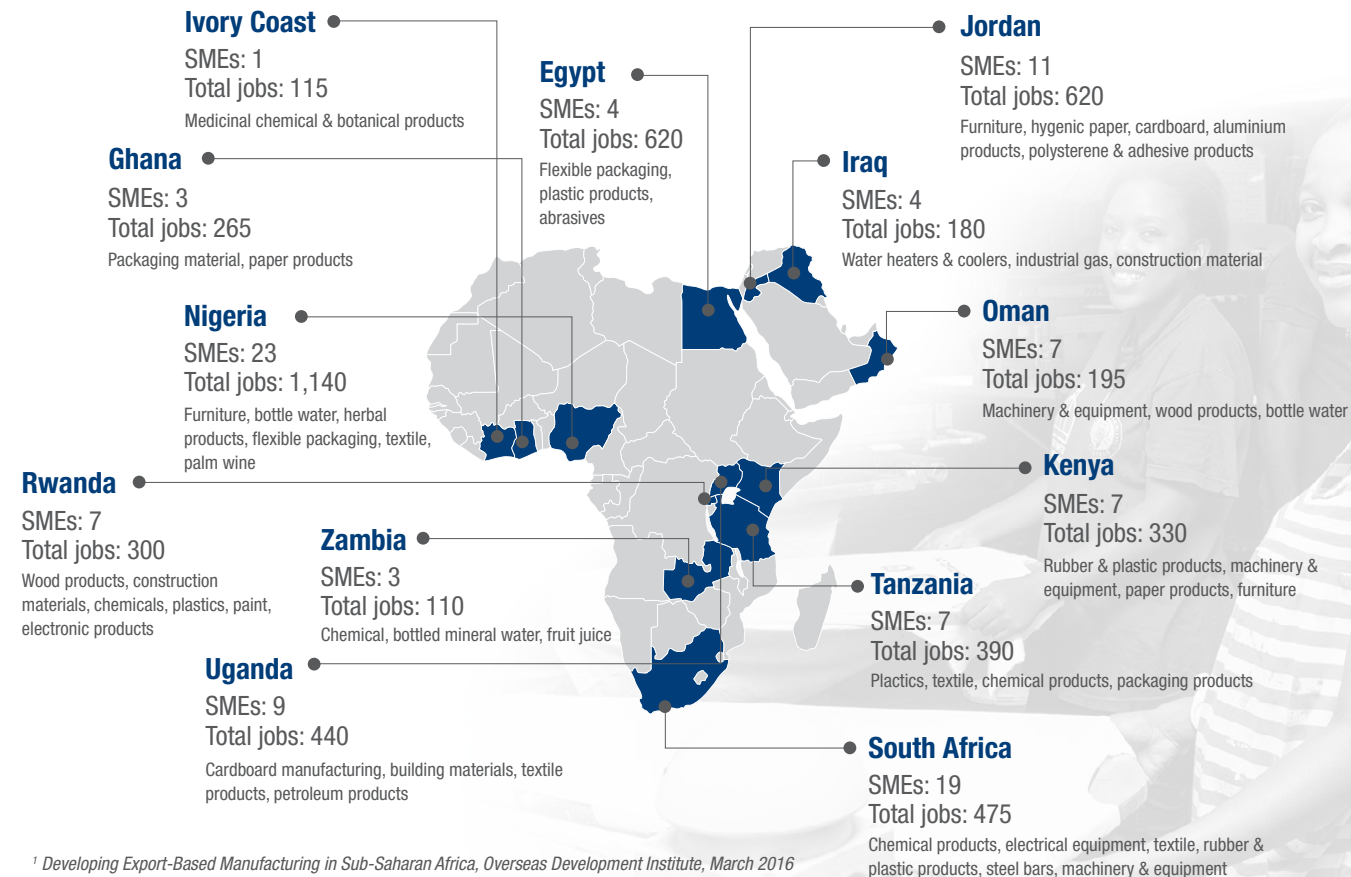 Ivory Coast
SMEs: 1
Total jobs: 115
Medicinal chemical & botanical products
Ghana
SMEs: 3
Total jobs: 265
Packaging material, paper products
Egypt
SMEs: 4
Total jobs: 620
Flexible packaging,
plastic products,
abrasives
Jordan
SMEs: 11
Total jobs: 620
Furniture, hygenic paper, cardboard, aluminium
products, polysterene & adhesive products
Iraq
SMEs: 4
Total jobs: 180
Water heaters & coolers, industrial gas, construction material
Nigeria
SMEs: 23
Total jobs: 1,140
Furniture, bottle water, herbal
products, flexible packaging, textile,
palm wine
Oman
SMEs: 7
Total jobs: 195
Machinery & equipment, wood products, bottle water
Rwanda
SMEs: 7
Total jobs: 300
Wood products, construction
materials, chemicals, plastics, paint,
electronic products
Kenya
SMEs: 7
Total jobs: 330
Rubber & plastic products, machinery &
equipment, paper products, furniture
Zambia
SMEs: 3
Total jobs: 110
Chemical, bottled mineral water, fruit juice
Tanzania
SMEs: 7
Total jobs: 390
Plactics, textile, chemical products, packaging products
Uganda
SMEs: 9
Total jobs: 440
Cardboard manufacturing, building materials, textile
products, petroleum products
South Africa
SMEs: 19
Total jobs: 475
Chemical products, electrical equipment, textile, rubber &
plastic products, steel bars, machinery & equipment
1 Developing Export-Based Manufacturing in Sub-Saharan Africa, Overseas Development Institute, March 2016